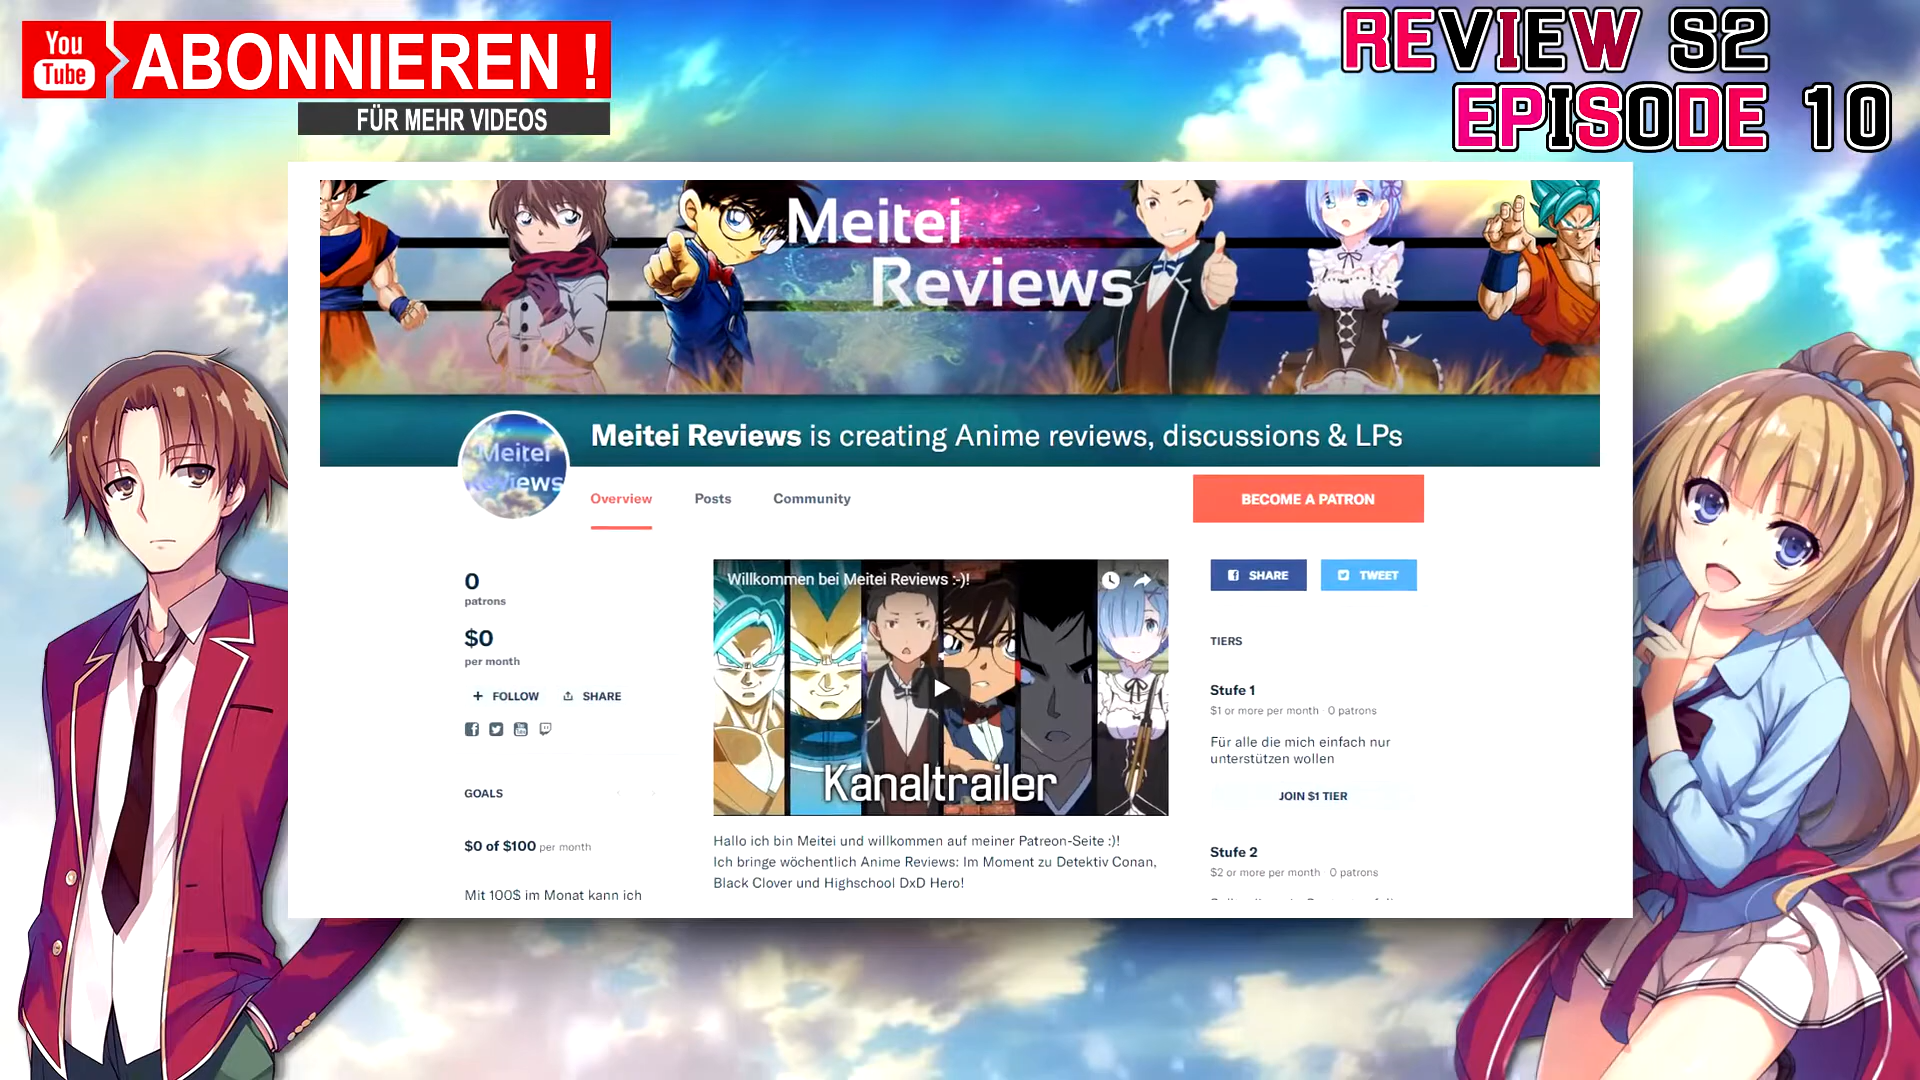 You
Tube
ABONNIEREN !
FÜR MEHR VIDEOS
REVIEW S2
EPISODE 10
Meitei
Reviews
Meitei
Reviews
Meitei Reviews is creating Anime reviews, discussions & LPs
Overview
Posts
Community
BECOME A PATRON
0
patrons
$0
per month
+ FOLLOW
SHARE
GOALS
$0 of $100 per month
Mit 100$ im Monat kann ich
Willkommen bei Meitei Reviews :-)!
Kanaltrailer
Hallo ich bin Meitei und willkommen auf meiner Patreon-Seite :)!
Ich bringe wöchentlich Anime Reviews: Im Moment zu Detektiv Conan,
Black Clover und Highschool DxD Hero!
SHARE
TWEET
TIERS
Stufe 1
$1 or more per month 0 patrons
Für alle die mich einfach nur
unterstützen wollen
JOIN $1 TIER
Stufe 2
$2 or more per month 0 patrons